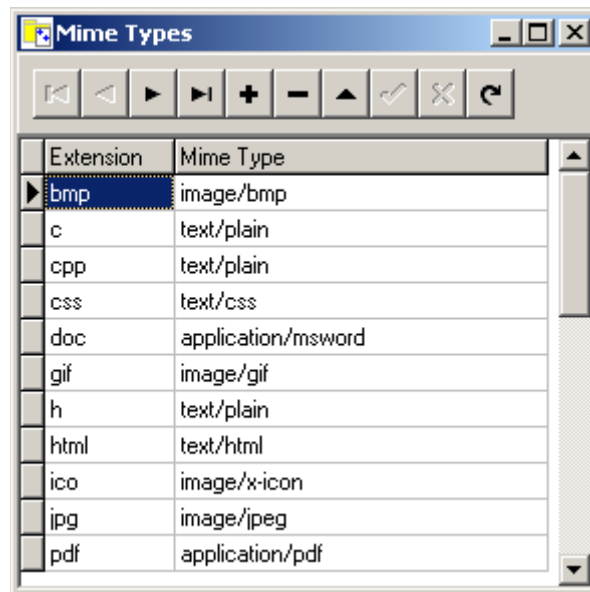 Mime Types
Extension Mime Type
bmp image/bmp
c text/plain
cpp text/plain
css text/css
doc application/msword
gif image/gif
h text/plain
html text/html
ico image/x-icon
jpg image/jpeg
pdf application/pdf